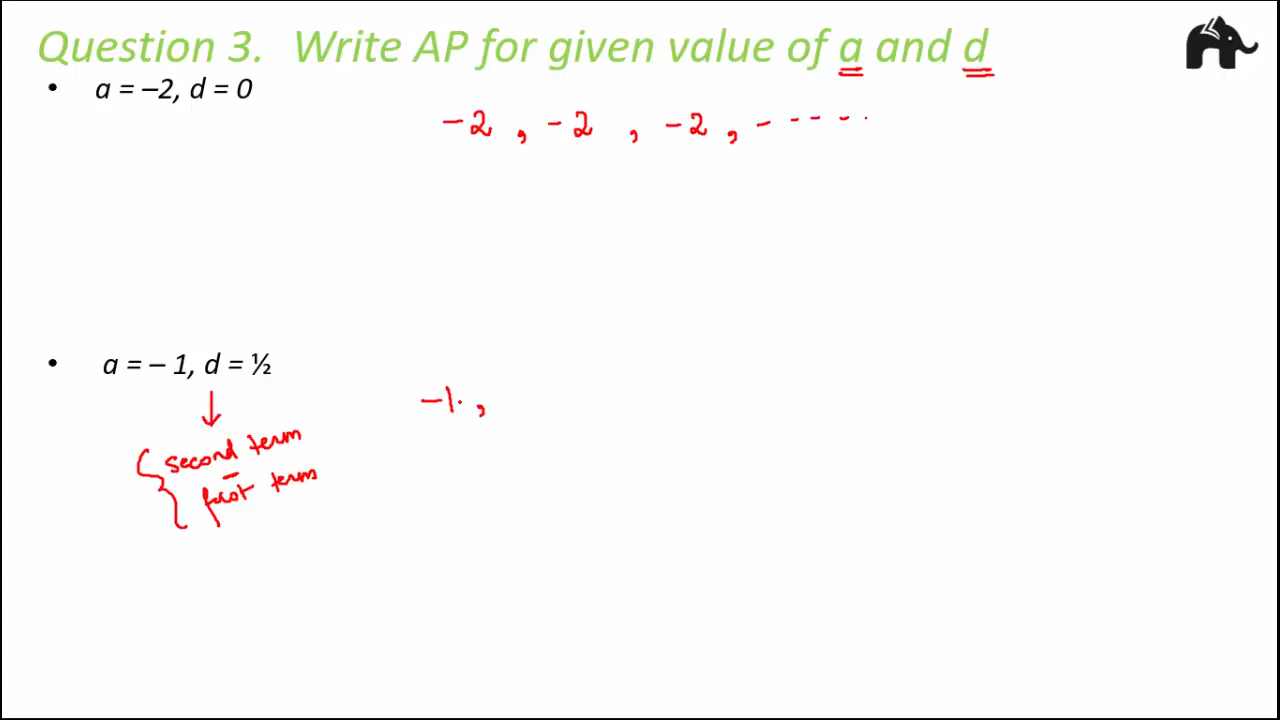 Question 3. Write AP for given value of a and d
• a = –2, d = 0
-2 , -2 , -2 , - - - - - .
• a = – 1, d = ½
-1. ,
second term
-
first term